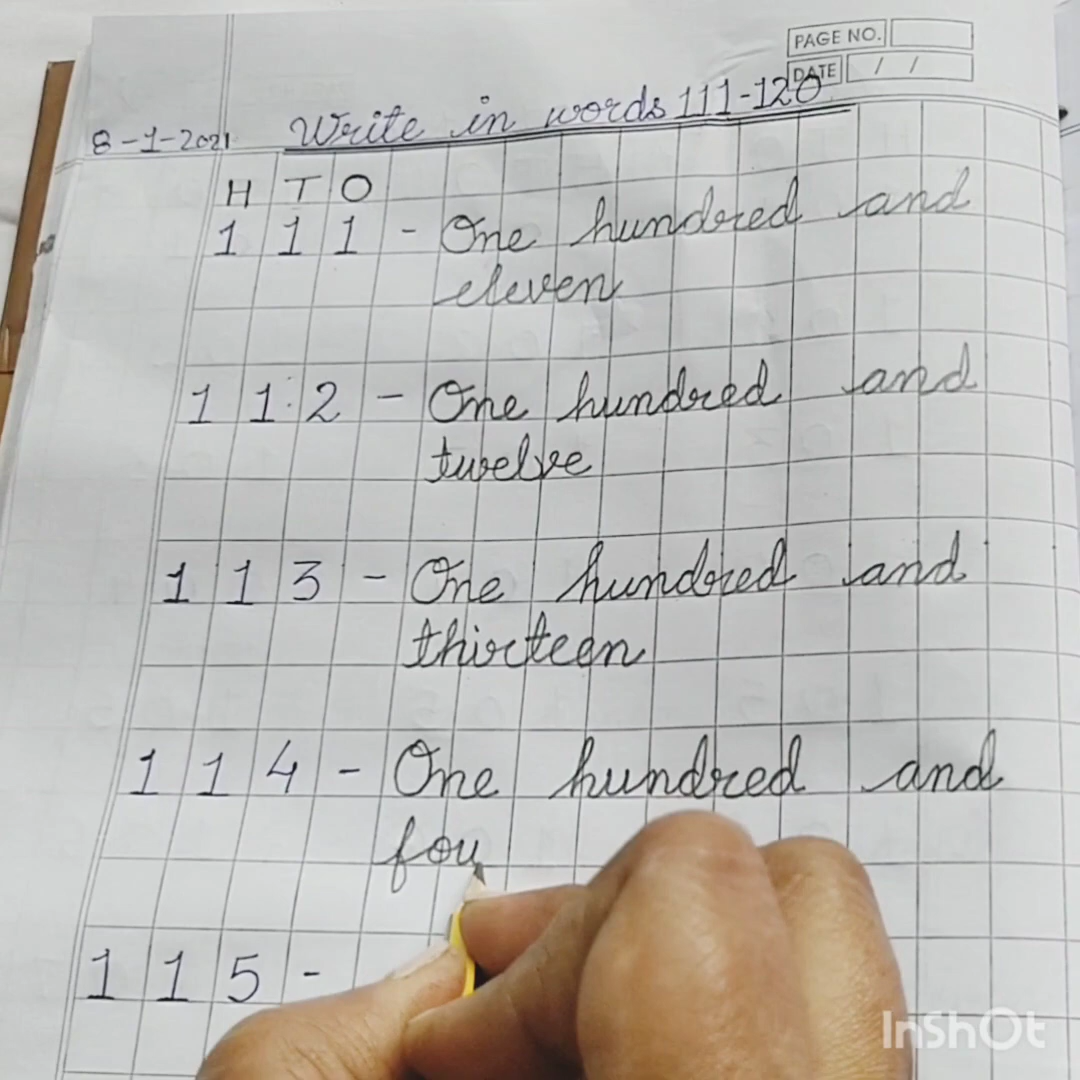 PAGE NO.
DATE / /
8-1-2021 Write in words 111-120
H T O
1 1 1 - One hundred and
eleven
1 1 2 - One hundred and
twelve
1 1 3 - One hundred and
thirteen
1 1 4 - One hundred and
fou
1 1 5 -
InShOt